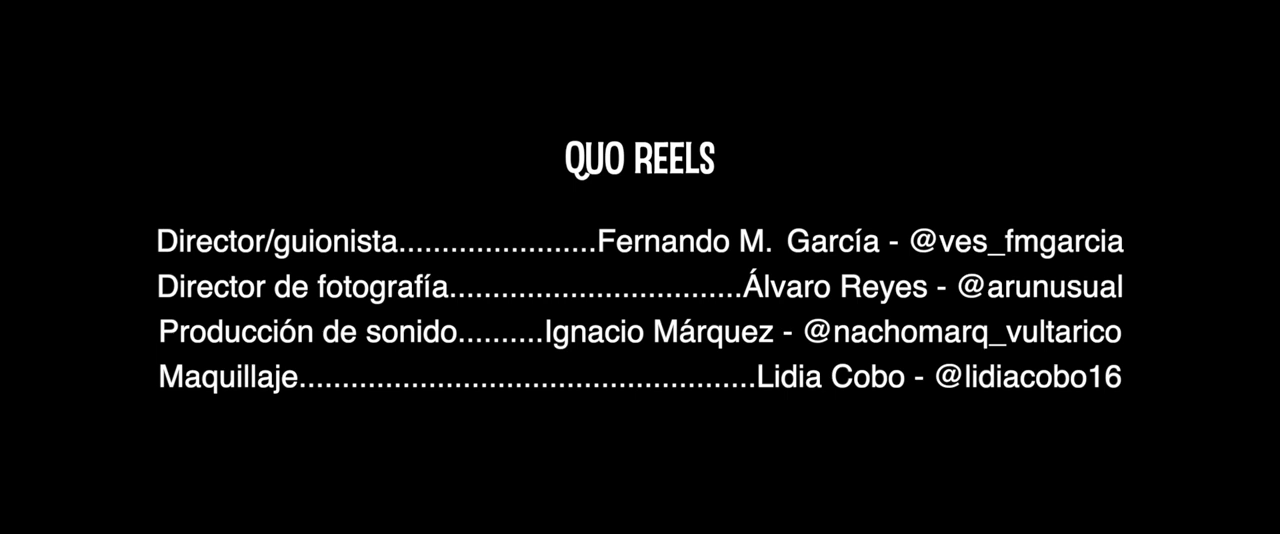 QUO REELS
Director/guionista.......................Fernando M. García - @ves_fmgarcia
Director de fotografía..................................Álvaro Reyes - @arunusual
Producción de sonido..........Ignacio Márquez - @nachomarq_vultarico
Maquillaje.....................................................Lidia Cobo - @lidiacobo16